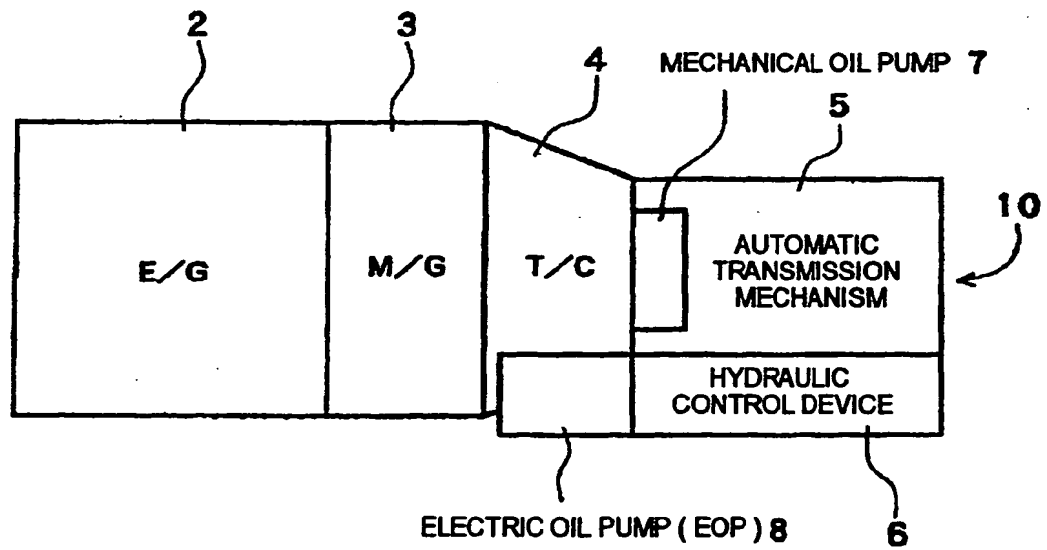 2
3
4
MECHANICAL OIL PUMP 7
5
10
E/G
M/G
T/C
AUTOMATIC
TRANSMISSION
MECHANISM
HYDRAULIC
CONTROL DEVICE
ELECTRIC OIL PUMP ( EOP ) 8
6